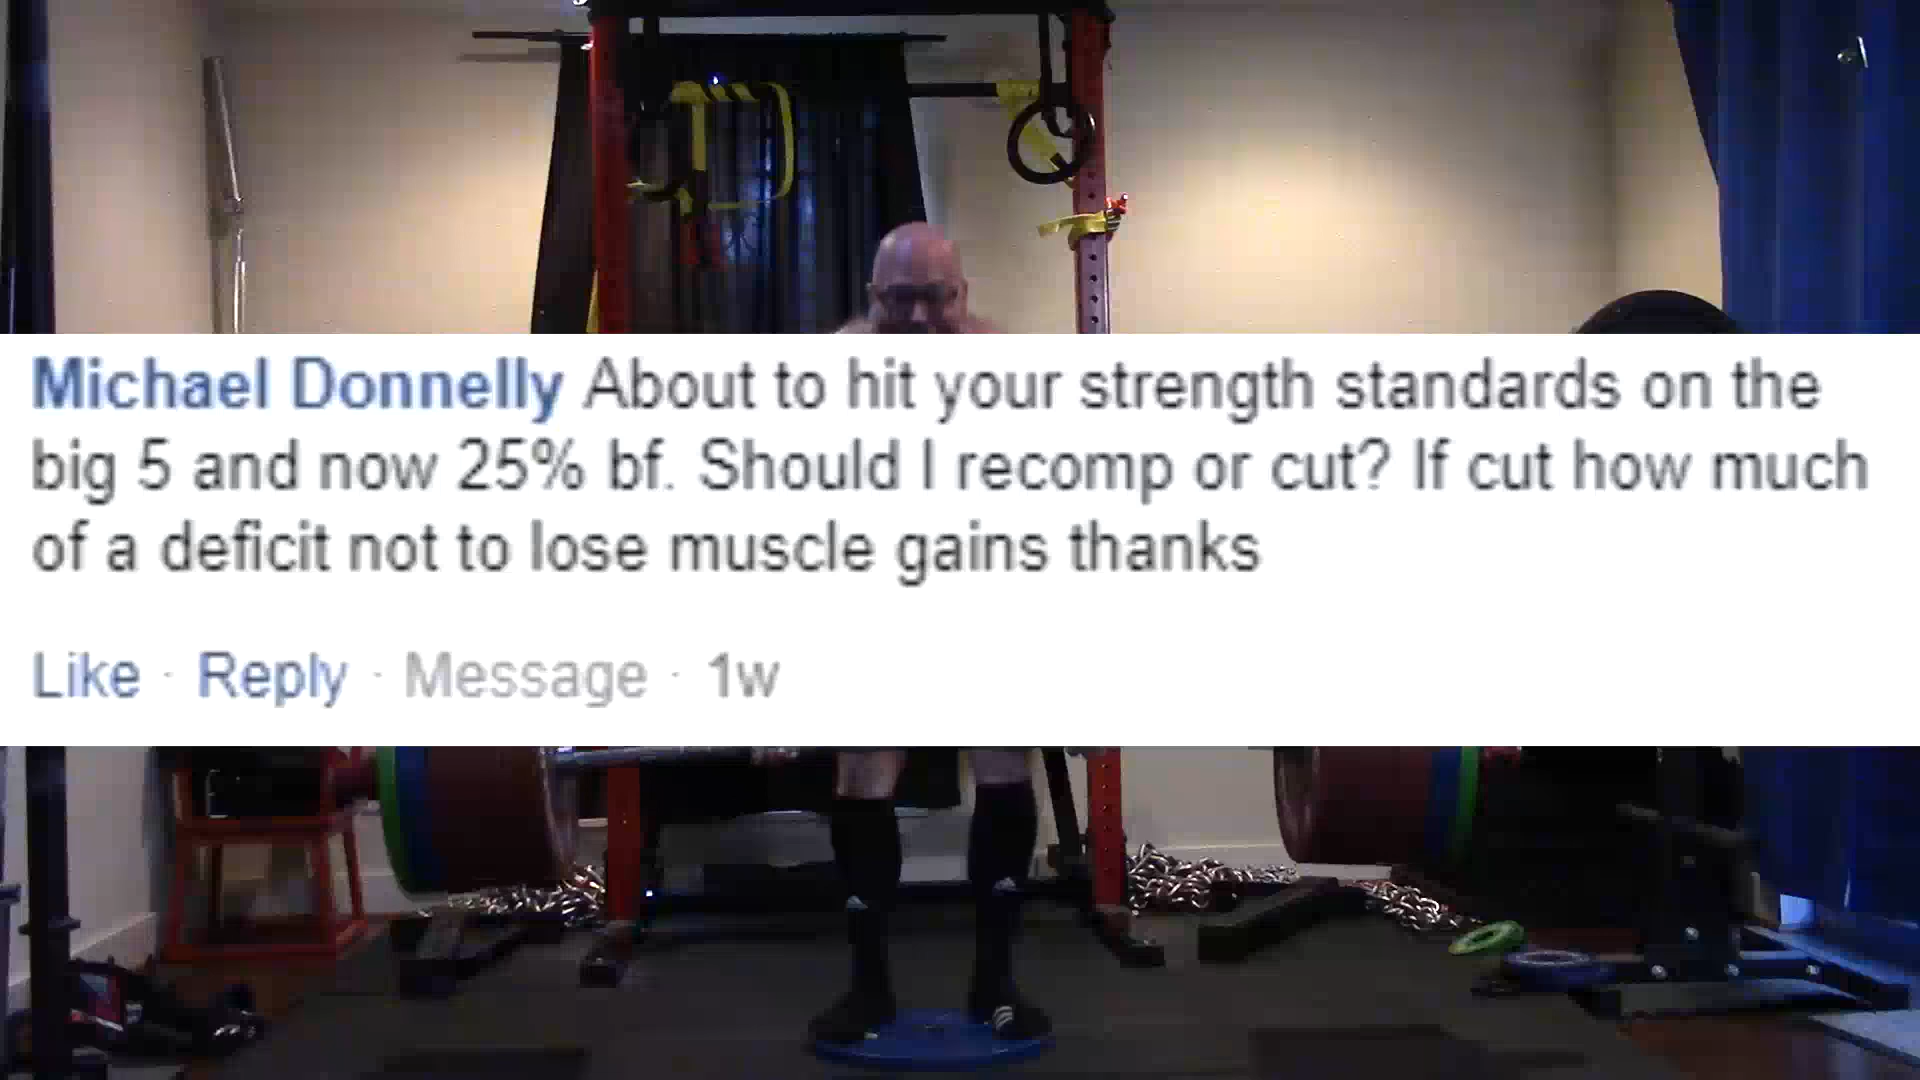 Michael Donnelly About to hit your strength standards on the
big 5 and now 25% bf. Should I recomp or cut? If cut how much
of a deficit not to lose muscle gains thanks
Like · Reply · Message · 1w